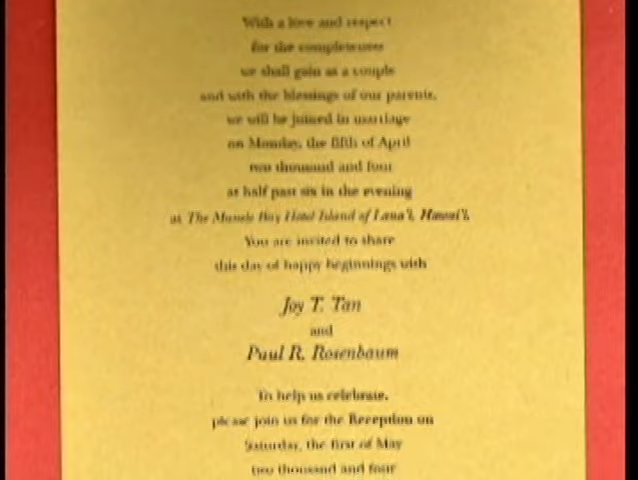 With a love and respect
for the completeness
we shall gain as a couple
and with the blessings of our parents,
we will be joined in marriage
on Monday, the fifth of April
two thousand and four
at half past six in the evening
at The Manele Bay Hotel Island of Lana'i, Hawai'i.
You are invited to share
this day of happy beginnings with
Joy T. Tan
and
Paul R. Rosenbaum
To help us celebrate,
please join us for the Reception on
Saturday, the first of May
two thousand and four